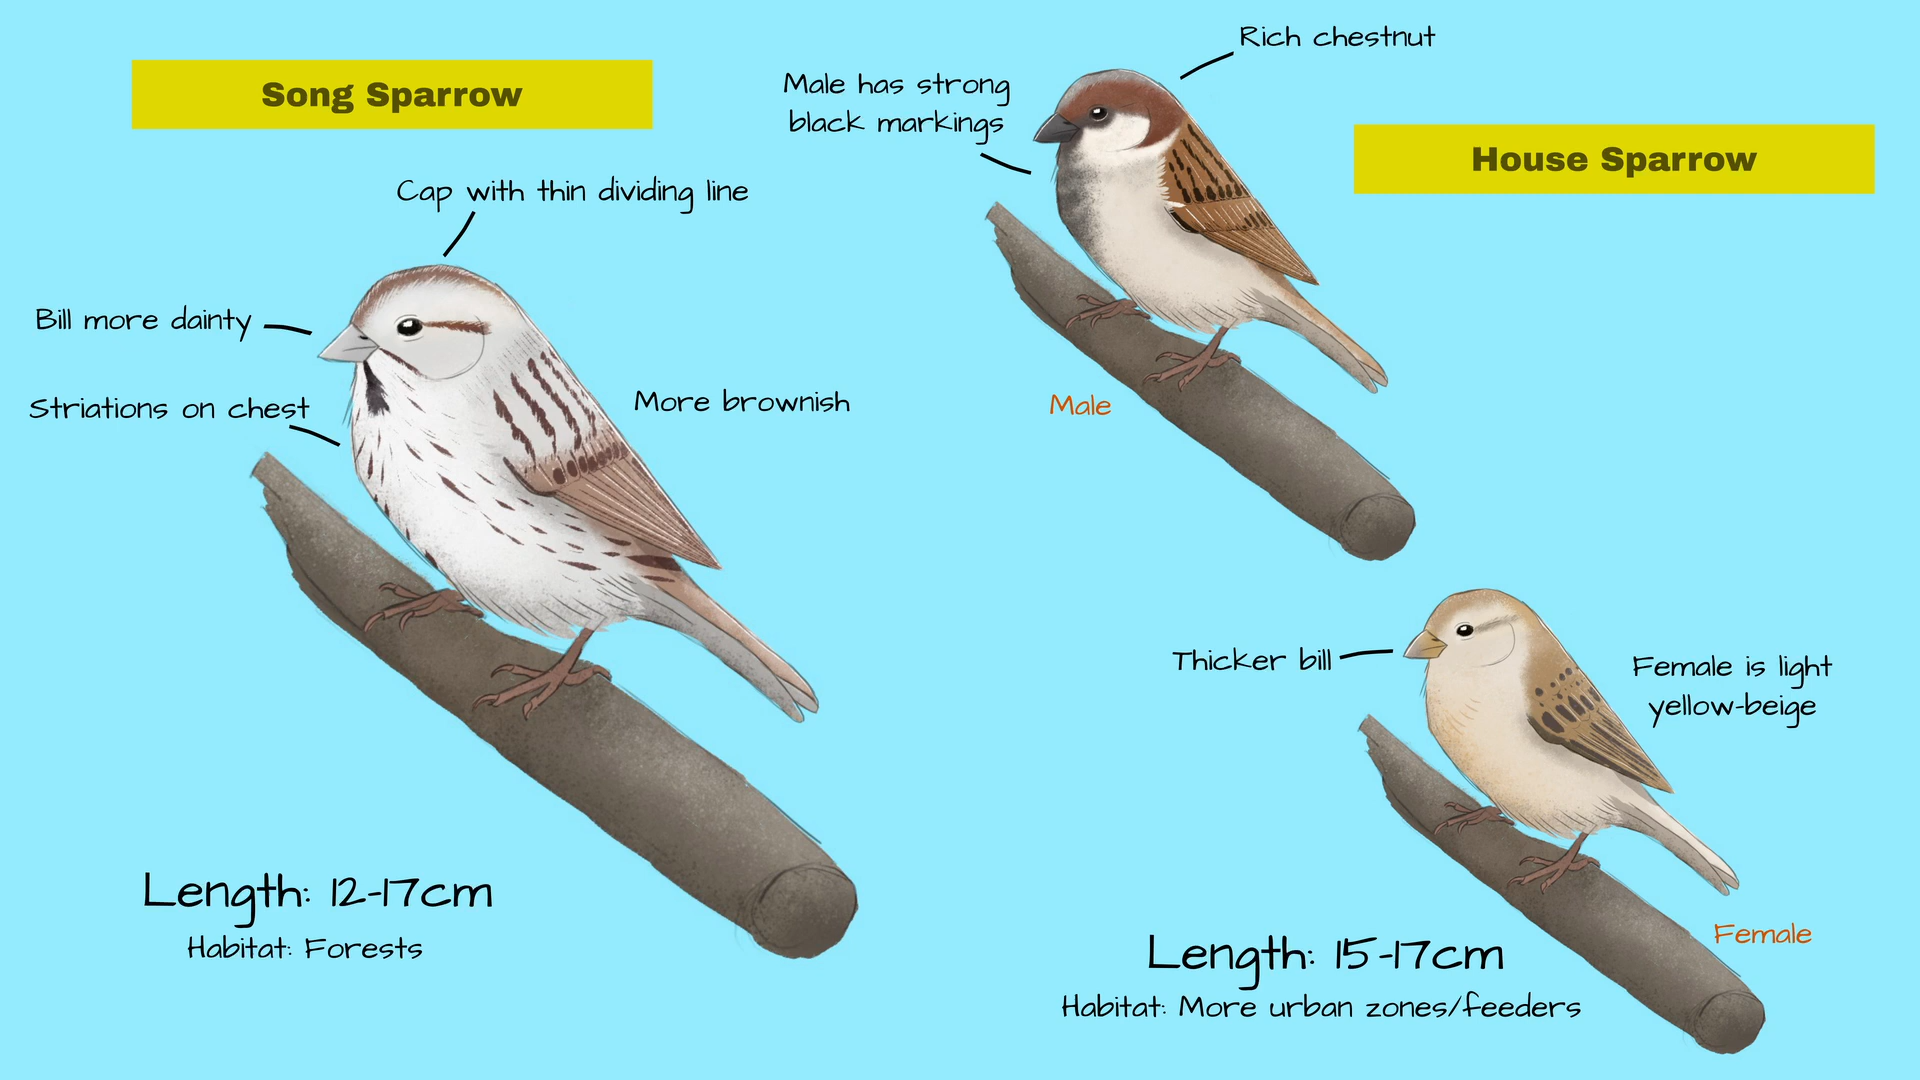 Song Sparrow
Cap with thin dividing line
Bill more dainty
Striations on chest
More brownish
Length: 12-17cm
Habitat: Forests
House Sparrow
Rich chestnut
Male has strong
black markings
Male
Thicker bill
Female is light
yellow-beige
Female
Length: 15-17cm
Habitat: More urban zones/feeders